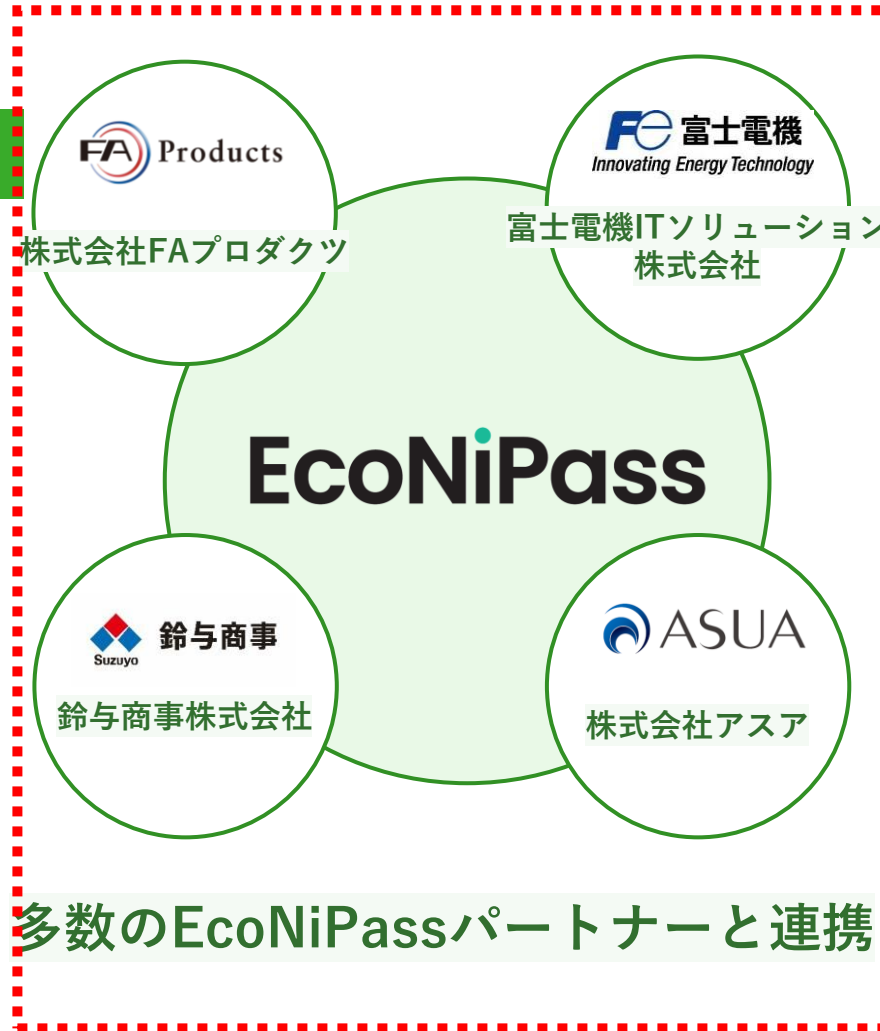 FA Products
株式会社FAプロダクツ
Fe 富士電機
Innovating Energy Technology
富士電機ITソリューション
株式会社
EcoNiPass
鈴与商事
Suzuyo
鈴与商事株式会社
ASUA
株式会社アスア
多数のEcoNiPassパートナーと連携